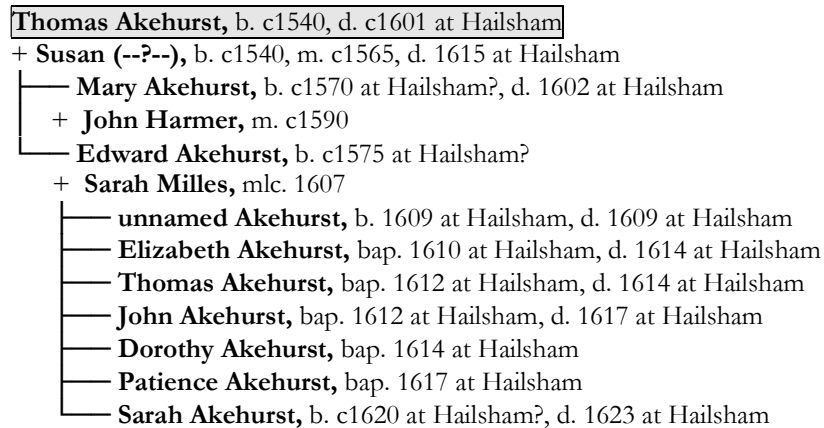 Thomas Akehurst, b. c1540, d. c1601 at Hailsham
+ Susan (--?--), b. c1540, m. c1565, d. 1615 at Hailsham
Mary Akehurst, b. c1570 at Hailsham?, d. 1602 at Hailsham
+ John Harmer, m. c1590
Edward Akehurst, b. c1575 at Hailsham?
+ Sarah Milles, mlc. 1607
unnamed Akehurst, b. 1609 at Hailsham, d. 1609 at Hailsham
Elizabeth Akehurst, bap. 1610 at Hailsham, d. 1614 at Hailsham
Thomas Akehurst, bap. 1612 at Hailsham, d. 1614 at Hailsham
John Akehurst, bap. 1612 at Hailsham, d. 1617 at Hailsham
Dorothy Akehurst, bap. 1614 at Hailsham
Patience Akehurst, bap. 1617 at Hailsham
Sarah Akehurst, b. c1620 at Hailsham?, d. 1623 at Hailsham